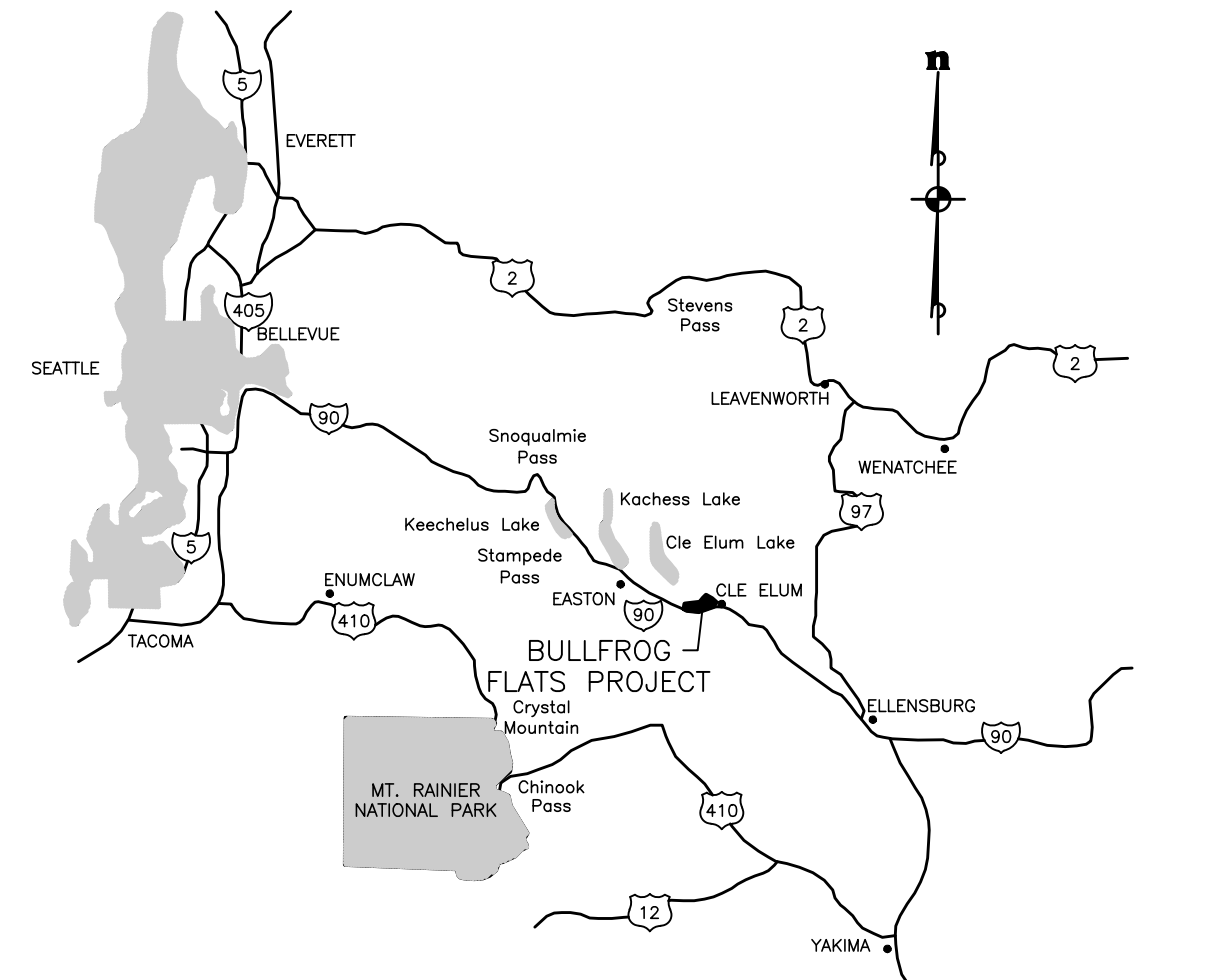 n
5
EVERETT
2
405
BELLEVUE
Stevens
Pass
2
2
SEATTLE
LEAVENWORTH
90
Snoqualmie
Pass
WENATCHEE
Kachess Lake
97
Keechelus Lake
Cle Elum Lake
5
Stampede
Pass
ENUMCLAW
EASTON
CLE ELUM
90
410
TACOMA
BULLFROG
FLATS PROJECT
Crystal
Mountain
ELLENSBURG
90
MT. RAINIER
NATIONAL PARK
Chinook
Pass
410
12
YAKIMA